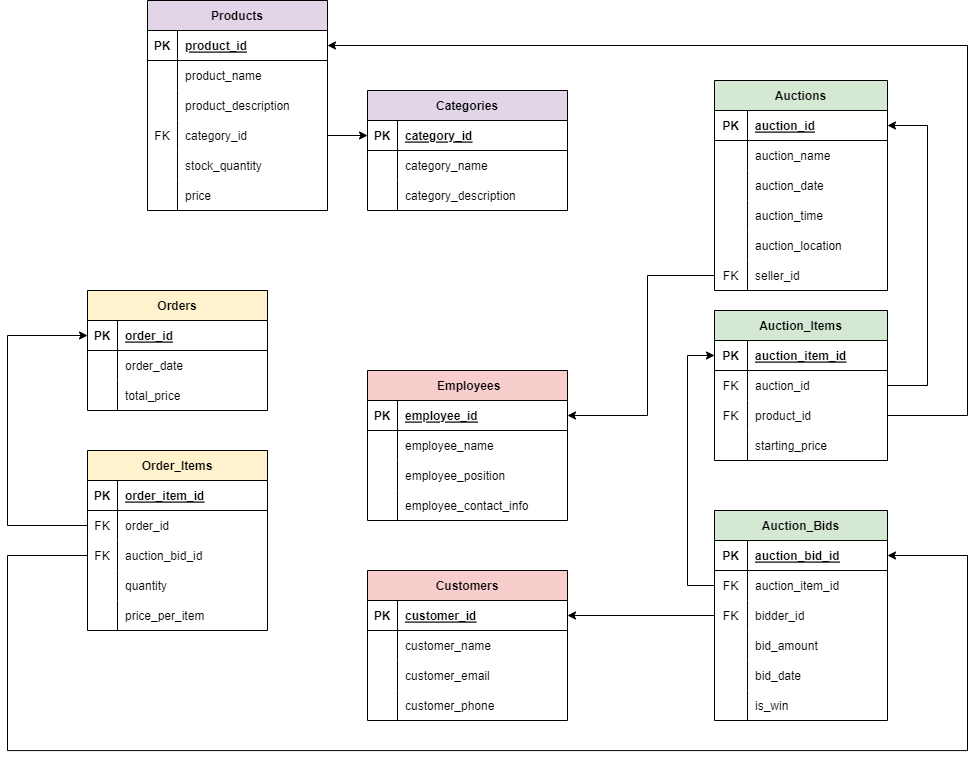 Products
PK product_id
product_name
product_description
FK category_id
stock_quantity
price
Categories
PK category_id
category_name
category_description
Auctions
PK auction_id
auction_name
auction_date
auction_time
auction_location
FK seller_id
Orders
PK order_id
order_date
total_price
Auction_Items
PK auction_item_id
FK auction_id
FK product_id
starting_price
Employees
PK employee_id
employee_name
employee_position
employee_contact_info
Order_Items
PK order_item_id
FK order_id
FK auction_bid_id
quantity
price_per_item
Customers
PK customer_id
customer_name
customer_email
customer_phone
Auction_Bids
PK auction_bid_id
FK auction_item_id
FK bidder_id
bid_amount
bid_date
is_win